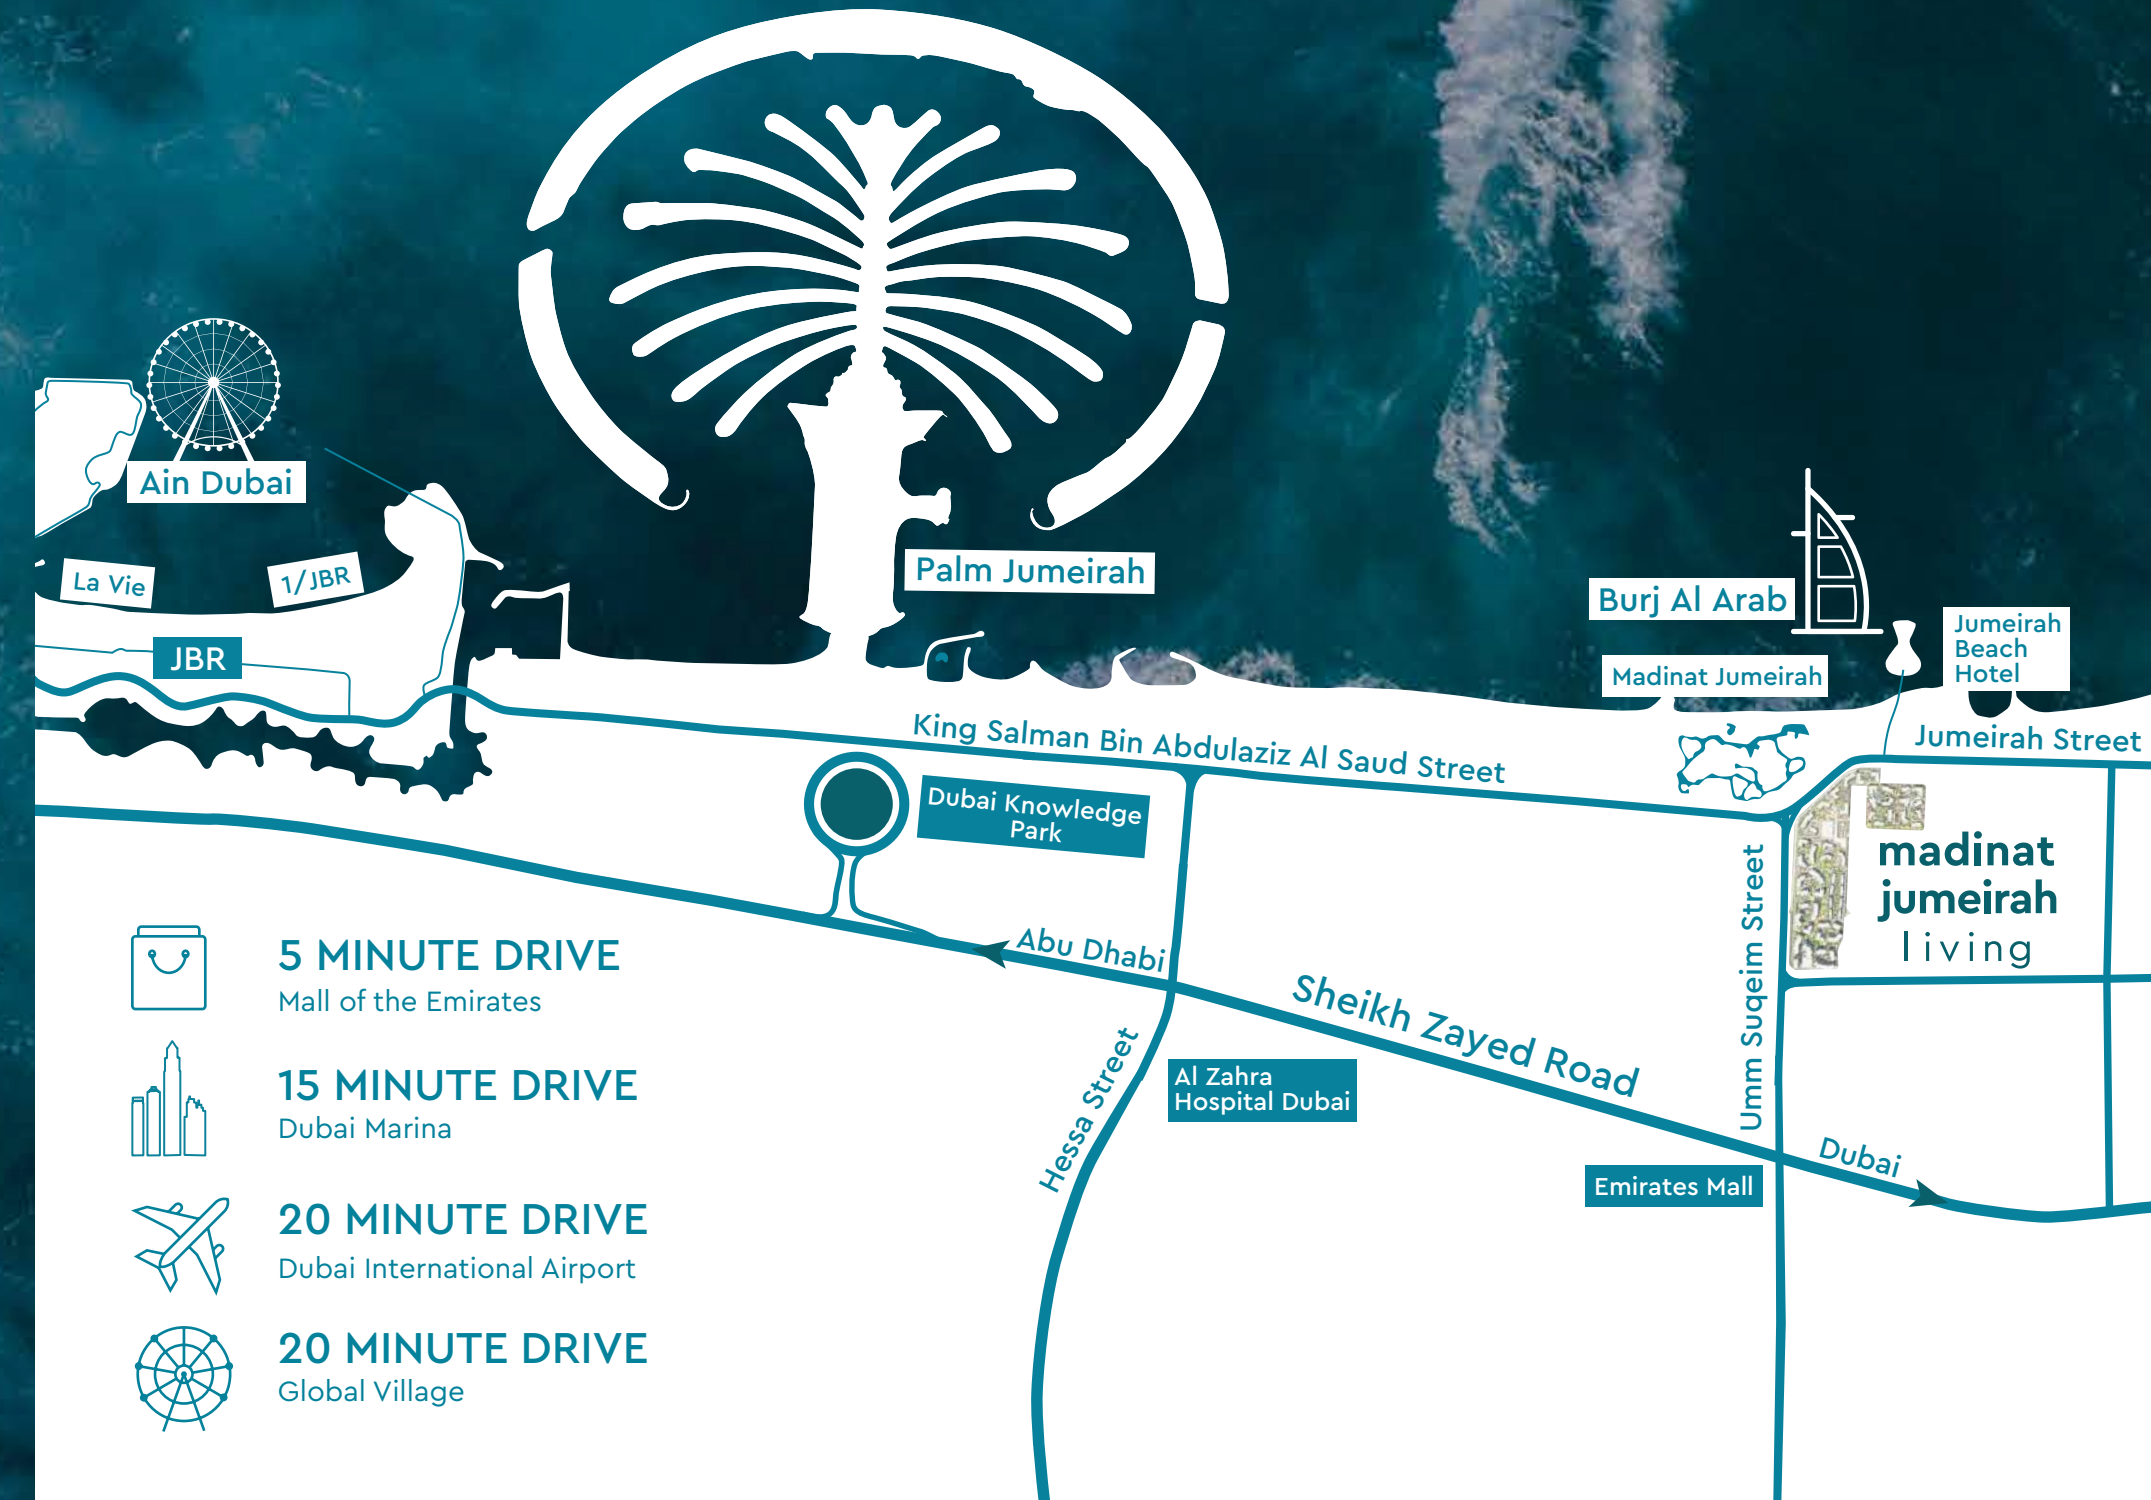 Ain Dubai
La Vie
1/JBR
JBR
Palm Jumeirah
Burj Al Arab
Jumeirah
Beach
Hotel
Madinat Jumeirah
King Salman Bin Abdulaziz Al Saud Street
Jumeirah Street
Dubai Knowledge
Park
madinat
jumeirah
living
Umm Suqeim Street
Abu Dhabi
Sheikh Zayed Road
Hessa Street
Al Zahra
Hospital Dubai
Emirates Mall
Dubai
5 MINUTE DRIVE
Mall of the Emirates
15 MINUTE DRIVE
Dubai Marina
20 MINUTE DRIVE
Dubai International Airport
20 MINUTE DRIVE
Global Village